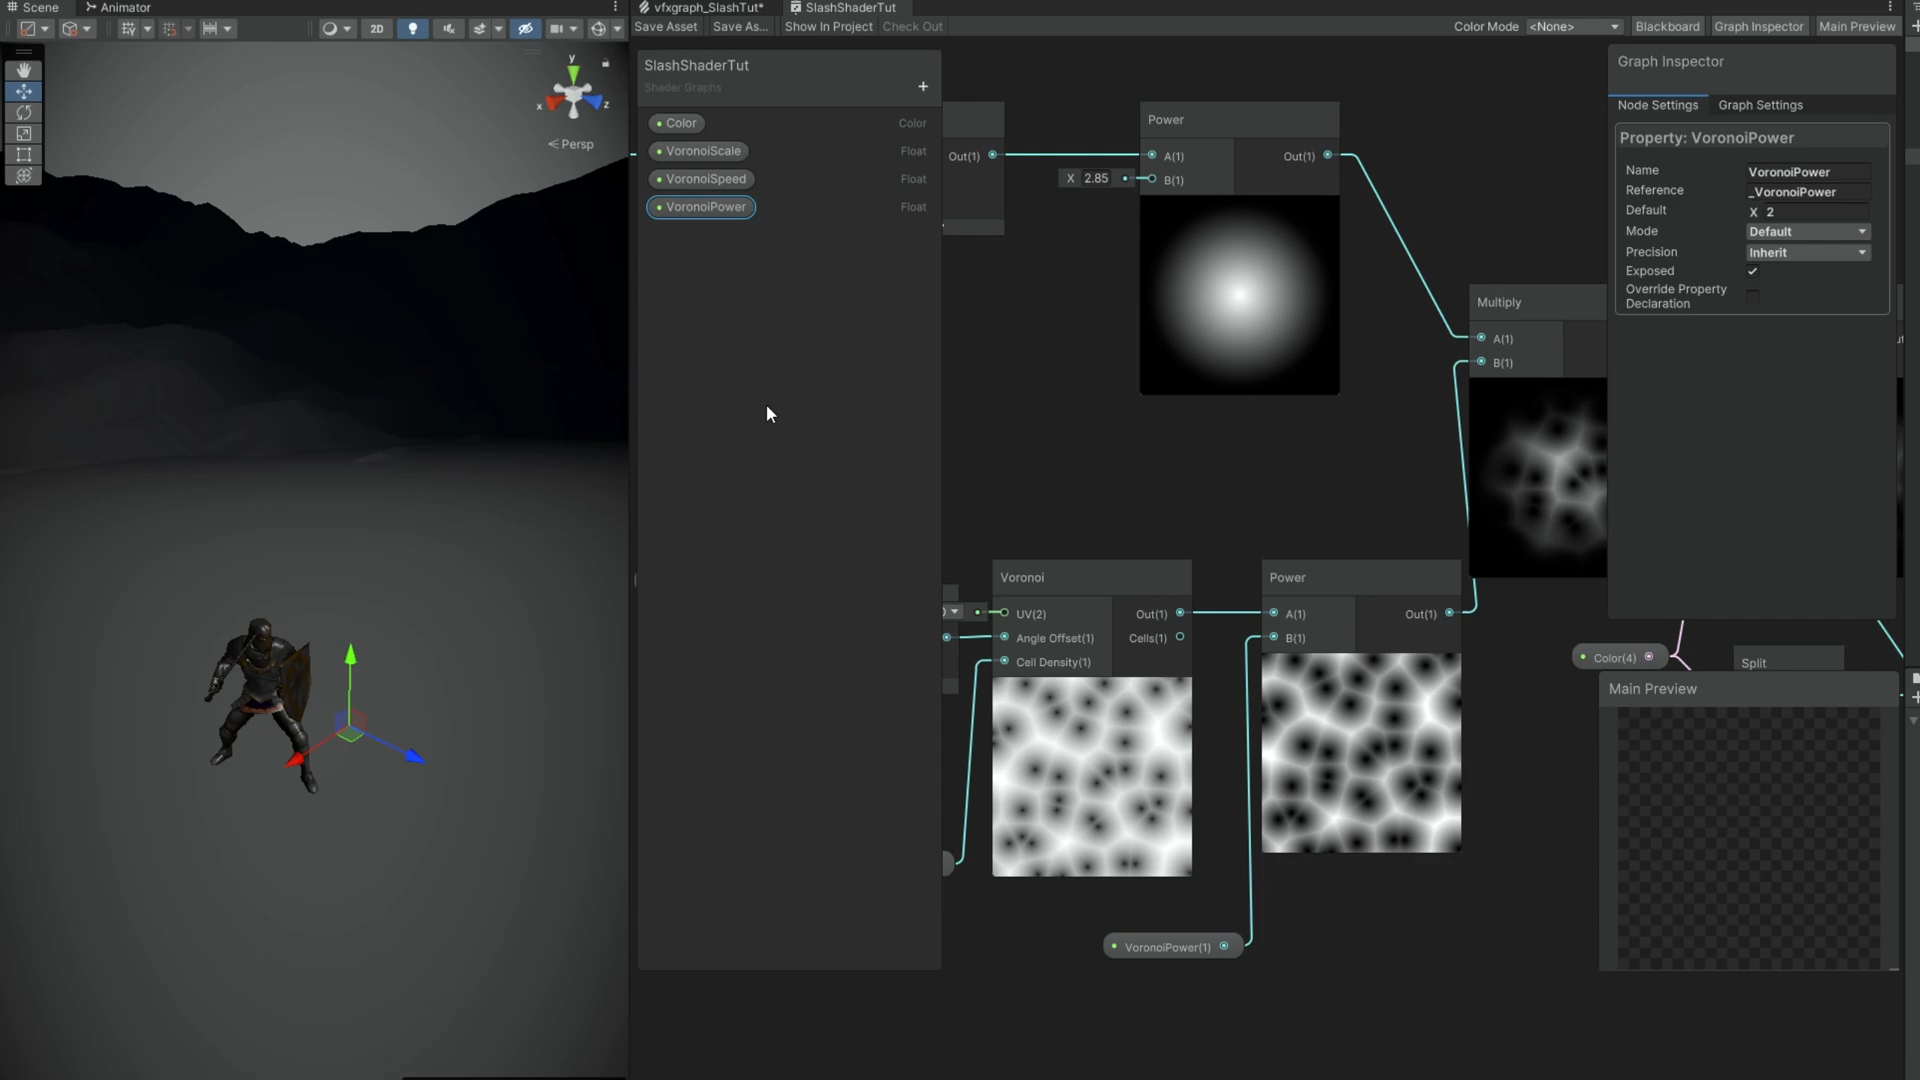 Scene
Animator
2D
y
x
z
Persp
vfxgraph_SlashTut*
SlashShaderTut
Save Asset
Save As...
Show In Project
Check Out
Color Mode
<None>
Blackboard
Graph Inspector
Main Preview
SlashShaderTut
Shader Graphs
+
Color
Color
VoronoiScale
Float
VoronoiSpeed
Float
VoronoiPower
Float
Out(1)
Power
A(1)
Out(1)
X 2.85
B(1)
Multiply
A(1)
B(1)
Voronoi
UV(2)
Out(1)
Angle Offset(1)
Cells(1)
Cell Density(1)
Power
A(1)
Out(1)
B(1)
VoronoiPower(1)
Graph Inspector
Node Settings
Graph Settings
Property: VoronoiPower
Name
VoronoiPower
Reference
_VoronoiPower
Default
X 2
Mode
Default
Precision
Inherit
Exposed
Override Property
Declaration
Color(4)
Split
Main Preview